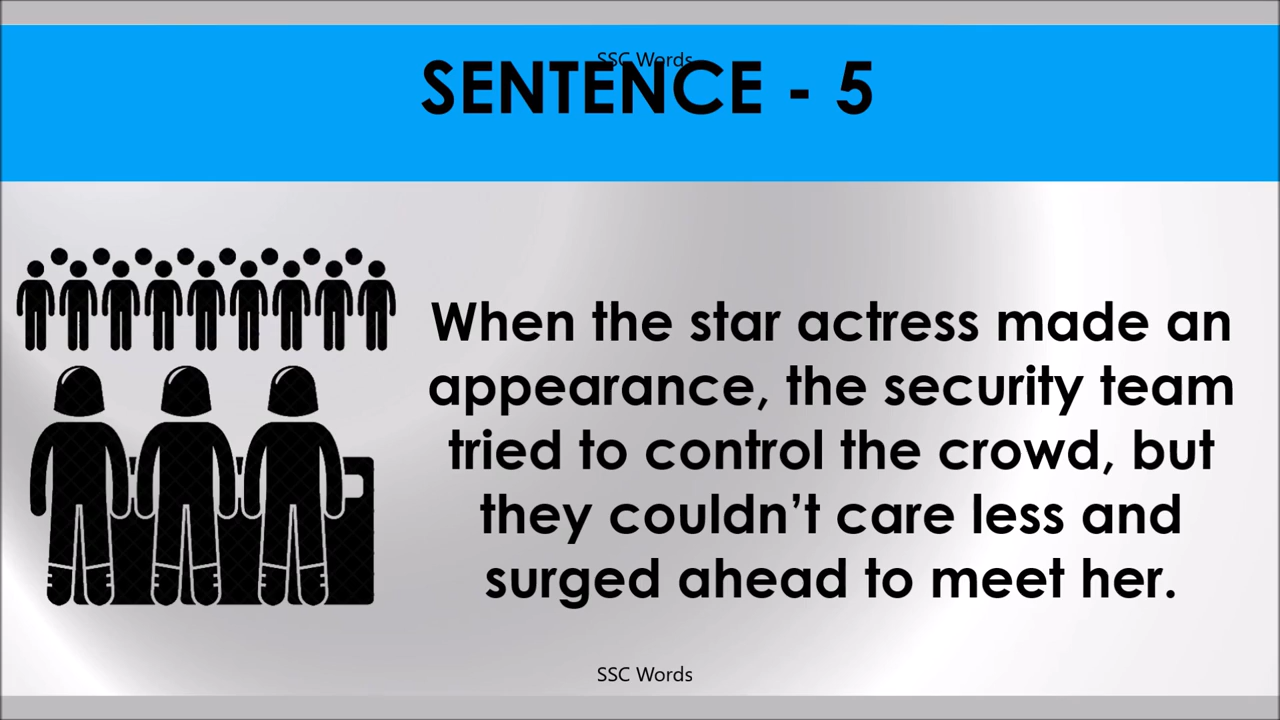 SSC Words
SENTENCE - 5
When the star actress made an
appearance, the security team
tried to control the crowd, but
they couldn’t care less and
surged ahead to meet her.
SSC Words